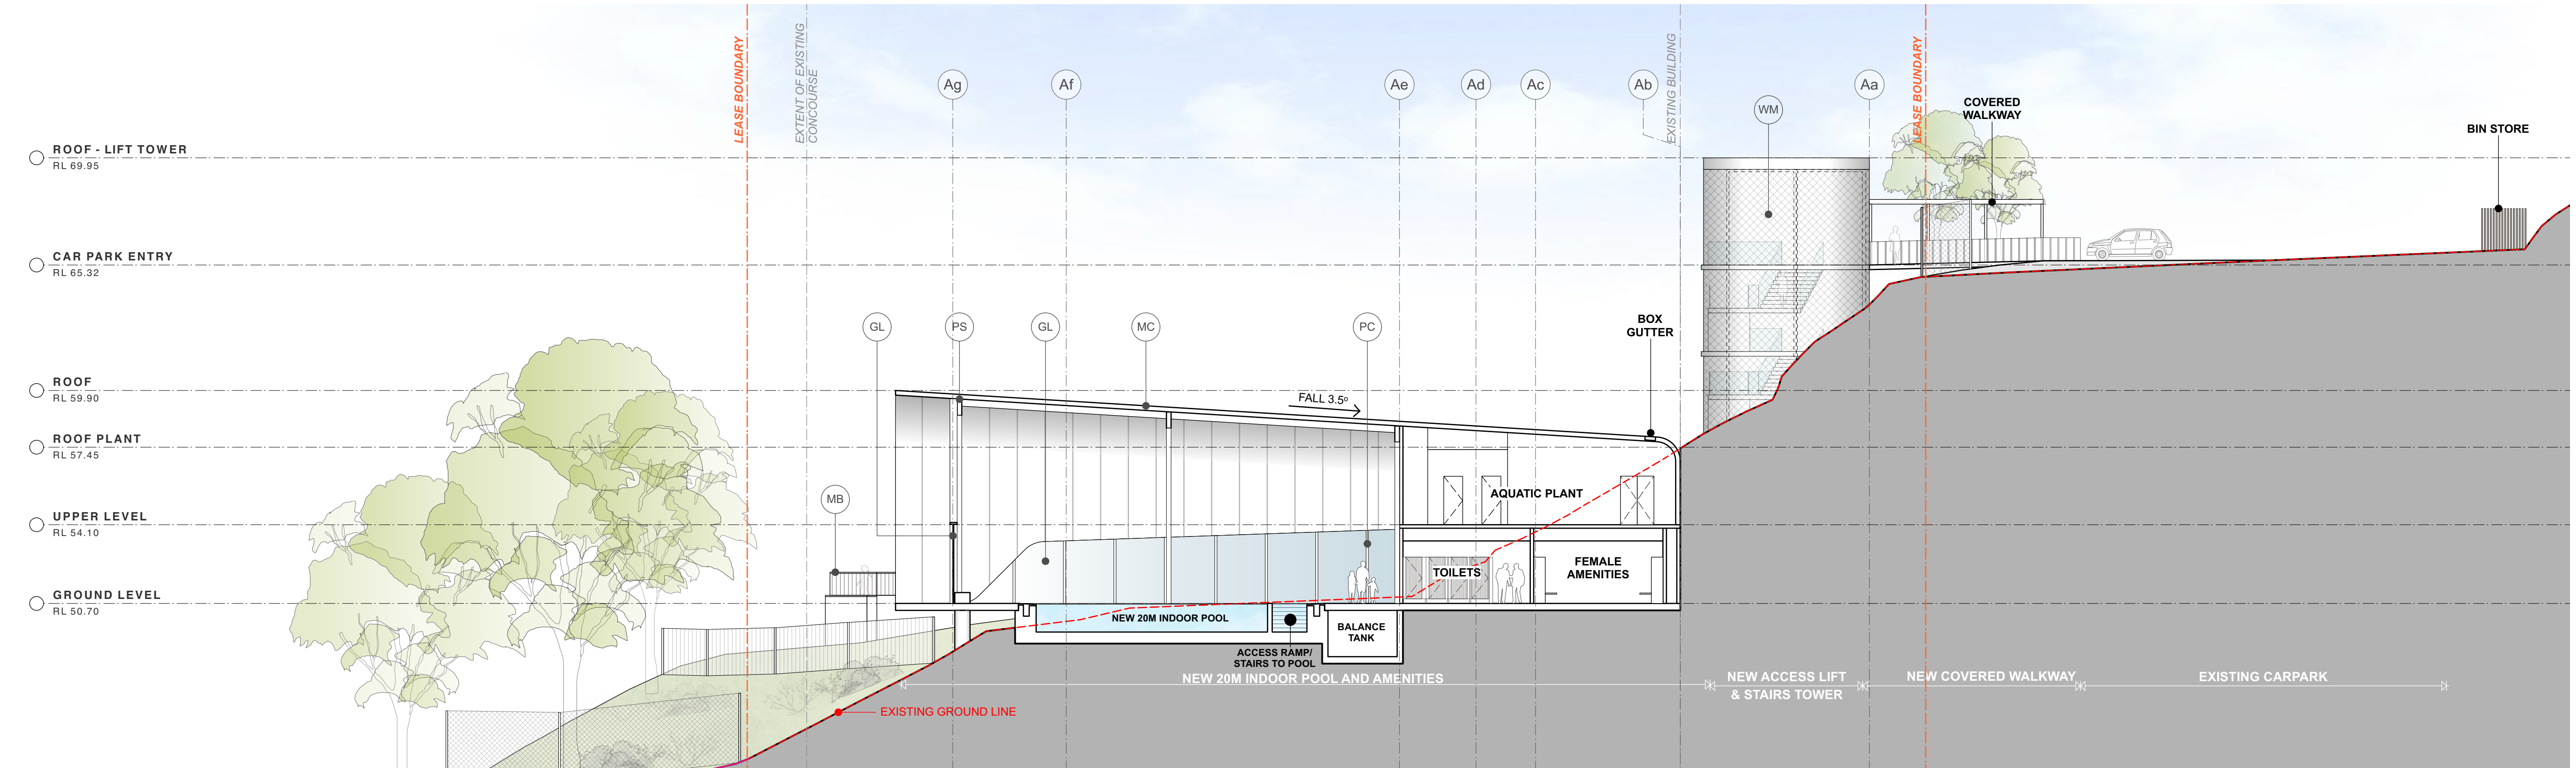 LEASE BOUNDARY
EXTENT OF EXISTING
CONCOURSE
Ag
Af
Ae
Ad
Ac
Ab
EXISTING BUILDING
Aa
LEASE BOUNDARY
WM
COVERED
WALKWAY
BIN STORE
ROOF - LIFT TOWER
RL 69.95
CAR PARK ENTRY
RL 65.32
GL
PS
GL
MC
PC
BOX
GUTTER
ROOF
RL 59.90
FALL 3.5º
ROOF PLANT
RL 57.45
MB
AQUATIC PLANT
UPPER LEVEL
RL 54.10
TOILETS
FEMALE
AMENITIES
GROUND LEVEL
RL 50.70
NEW 20M INDOOR POOL
BALANCE
TANK
ACCESS RAMP/
STAIRS TO POOL
NEW 20M INDOOR POOL AND AMENITIES
NEW ACCESS LIFT
& STAIRS TOWER
NEW COVERED WALKWAY
EXISTING CARPARK
EXISTING GROUND LINE